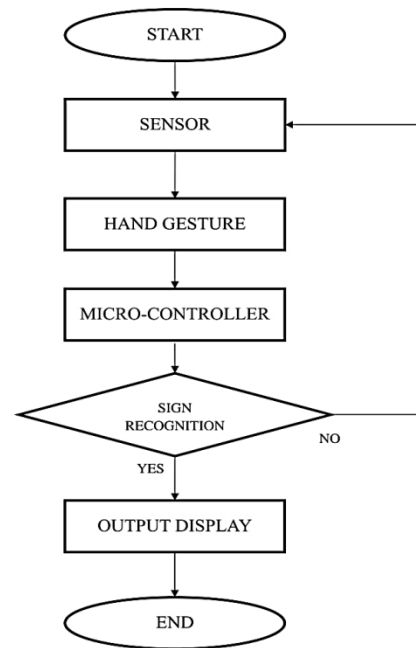 START
SENSOR
HAND GESTURE
MICRO-CONTROLLER
SIGN
RECOGNITION
NO
YES
OUTPUT DISPLAY
END